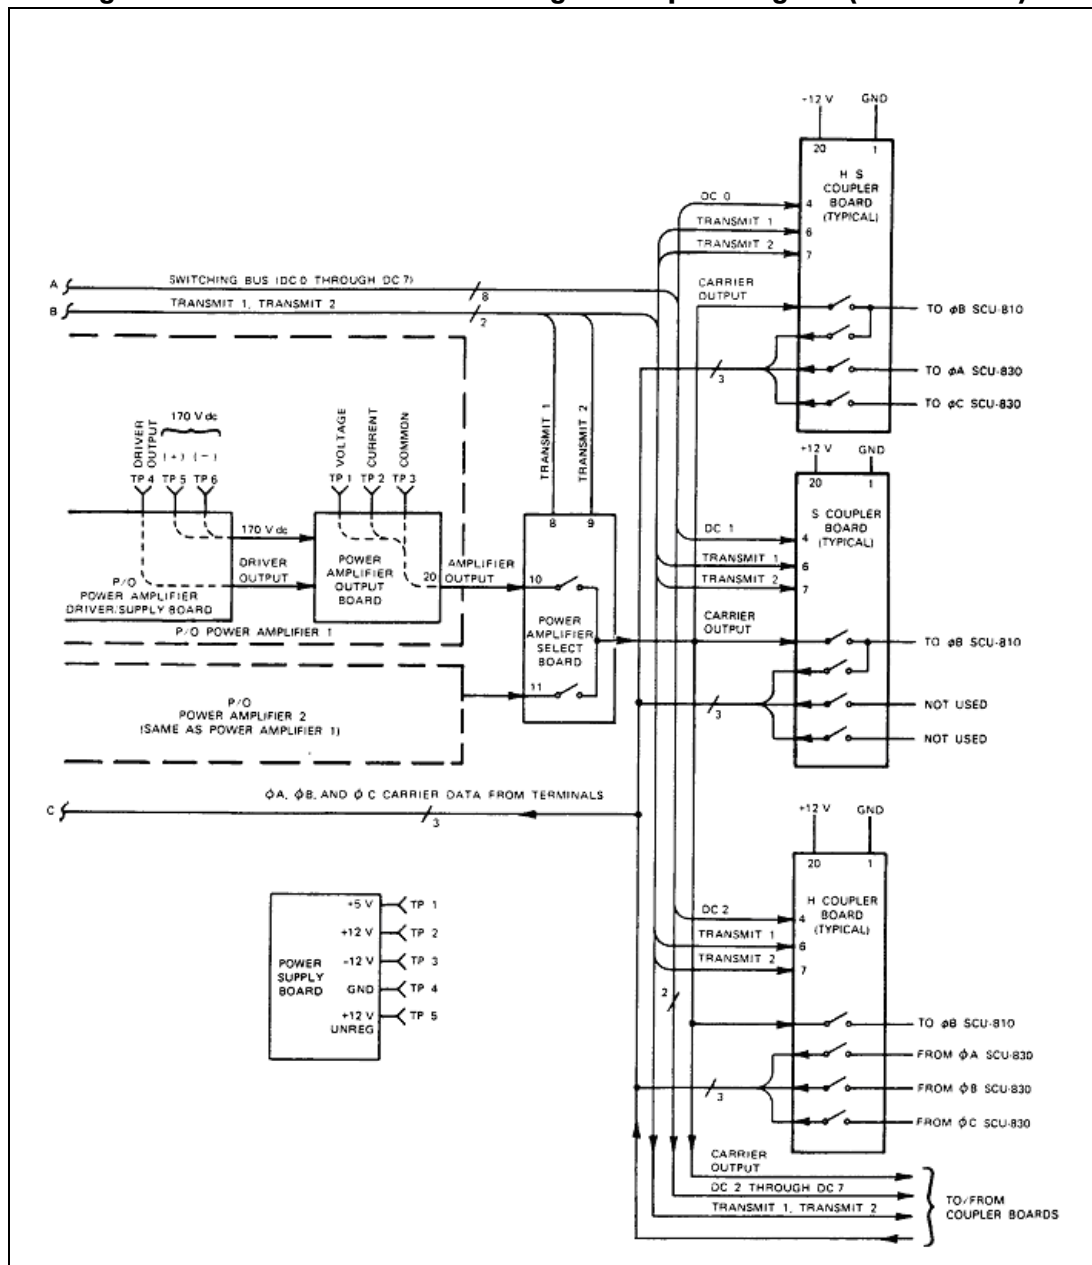 -12 V GND
20 1
H S
COUPLER
BOARD
(TYPICAL)
DC 0
4
TRANSMIT 1
6
TRANSMIT 2
7
CARRIER
OUTPUT
TO φB SCU-810
TO φA SCU-830
TO φC SCU-830
3
A SWITCHING BUS (DC 0 THROUGH DC 7)
8
B TRANSMIT 1, TRANSMIT 2
2
TRANSMIT 1
TRANSMIT 2
8 9
DRIVER
OUTPUT
170 V dc
(+) (-)
TP 4 TP 5 TP 6
VOLTAGE
CURRENT
COMMON
TP 1 TP 2 TP 3
170 V dc
DRIVER
OUTPUT
P/O
POWER AMPLIFIER
DRIVER/SUPPLY BOARD
POWER
AMPLIFIER
OUTPUT
BOARD
20
AMPLIFIER
OUTPUT
10
POWER
AMPLIFIER
SELECT
BOARD
11
P/O POWER AMPLIFIER 1
P/O
POWER AMPLIFIER 2
(SAME AS POWER AMPLIFIER 1)
+12 V GND
20 1
S COUPLER
BOARD
(TYPICAL)
DC 1
4
TRANSMIT 1
6
TRANSMIT 2
7
CARRIER
OUTPUT
TO φB SCU-810
NOT USED
NOT USED
3
C φA, φB, AND φC CARRIER DATA FROM TERMINALS
3
POWER
SUPPLY
BOARD
+5 V TP 1
+12 V TP 2
-12 V TP 3
GND TP 4
+12 V TP 5
UNREG
+12 V GND
20 1
H COUPLER
BOARD
(TYPICAL)
DC 2
4
TRANSMIT 1
6
TRANSMIT 2
7
2
TO φB SCU-810
FROM φA SCU-830
FROM φB SCU-830
FROM φC SCU-830
3
CARRIER
OUTPUT
DC 2 THROUGH DC 7
TRANSMIT 1, TRANSMIT 2
TO/FROM
COUPLER BOARDS